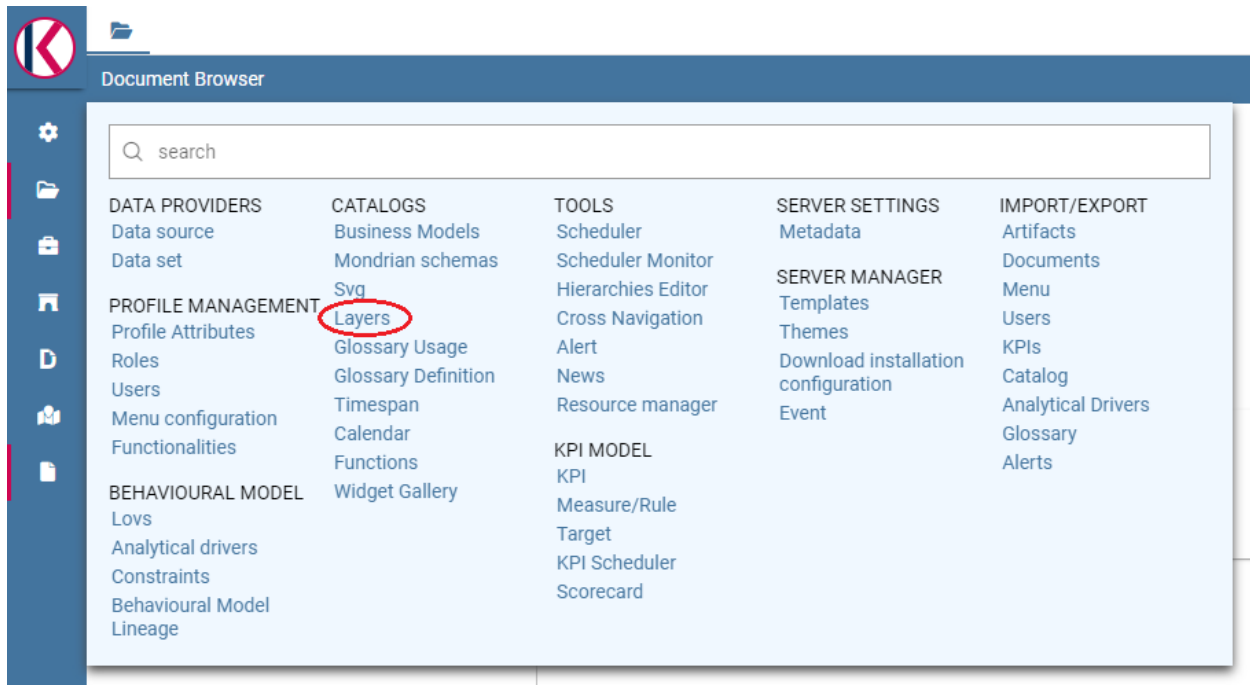 Document Browser
search
DATA PROVIDERS
Data source
Data set
PROFILE MANAGEMENT
Profile Attributes
Roles
Users
Menu configuration
Functionalities
BEHAVIOURAL MODEL
Lovs
Analytical drivers
Constraints
Behavioural Model
Lineage
CATALOGS
Business Models
Mondrian schemas
Svg
Layers
Glossary Usage
Glossary Definition
Timespan
Calendar
Functions
Widget Gallery
TOOLS
Scheduler
Scheduler Monitor
Hierarchies Editor
Cross Navigation
Alert
News
Resource manager
KPI MODEL
KPI
Measure/Rule
Target
KPI Scheduler
Scorecard
SERVER SETTINGS
Metadata
SERVER MANAGER
Templates
Themes
Download installation
configuration
Event
IMPORT/EXPORT
Artifacts
Documents
Menu
Users
KPIs
Catalog
Analytical Drivers
Glossary
Alerts